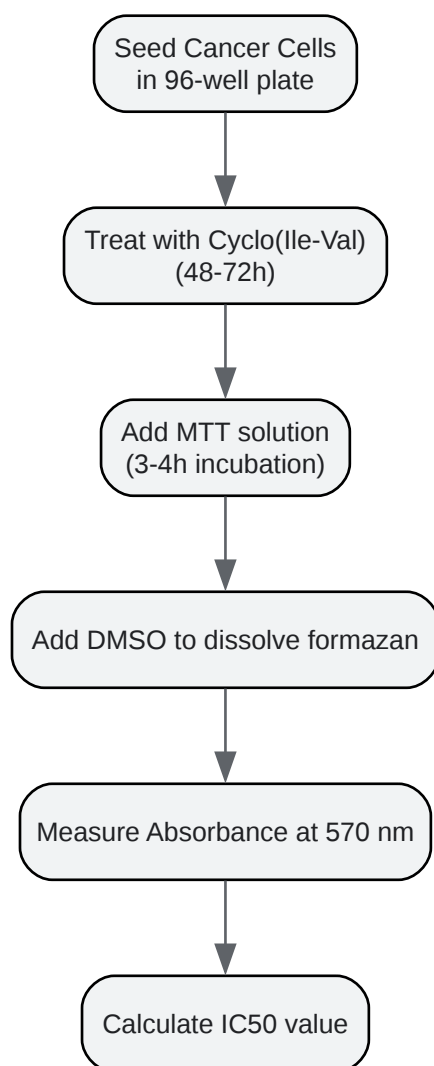 Seed Cancer Cells
in 96-well plate
Treat with Cyclo(Ile-Val)
(48-72h)
Add MTT solution
(3-4h incubation)
Add DMSO to dissolve formazan
Measure Absorbance at 570 nm
Calculate IC50 value